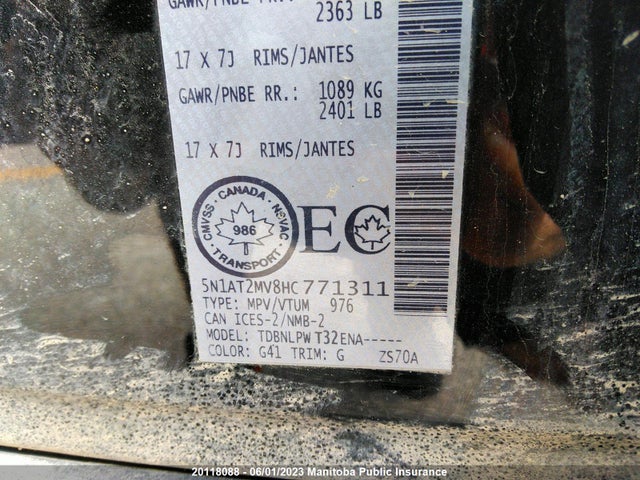 GAWR/PNBE FRT.:
2363 LB
17 X 7J RIMS/JANTES
GAWR/PNBE RR.: 1089 KG
2401 LB
17 X 7J RIMS/JANTES
CMVSS · CANADA · NSVAC · TRANSPORT ·
986
EC
5N1AT2MV8HC771311
TYPE: MPV/VTUM 976
CAN ICES-2/NMB-2
MODEL: TDBNLPWT32ENA-----
COLOR: G41 TRIM: G ZS70A
20118088 - 06/01/2023 Manitoba Public Insurance